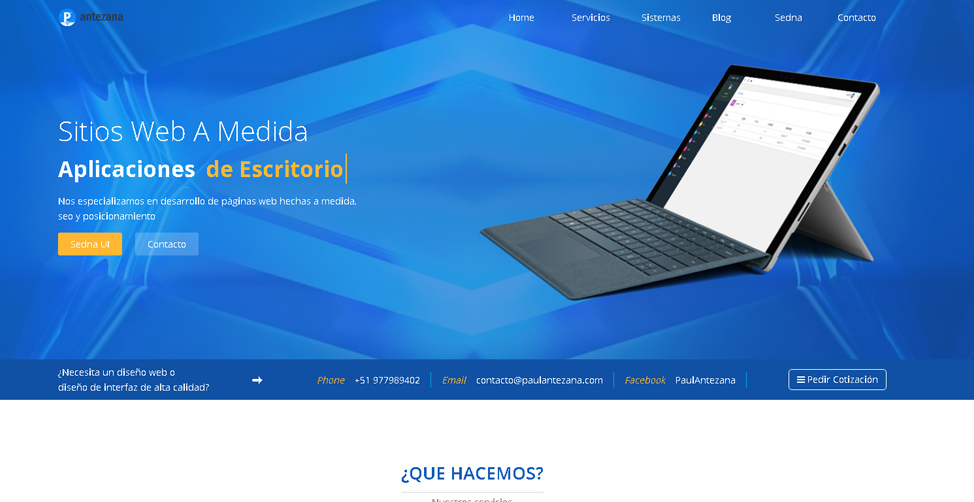 P antezana
Home Servicios Sistemas Blog Sedna Contacto
Sitios Web A Medida
Aplicaciones de Escritorio
Nos especializamos en desarrollo de páginas web hechas a medida,
seo y posicionamiento
Sedna UI Contacto
¿Necesita un diseño web o
diseño de interfaz de alta calidad?
Phone +51 977989402 Email contacto@paulantezana.com Facebook PaulAntezana
Pedir Cotización
¿QUE HACEMOS?
Nuestros servicios